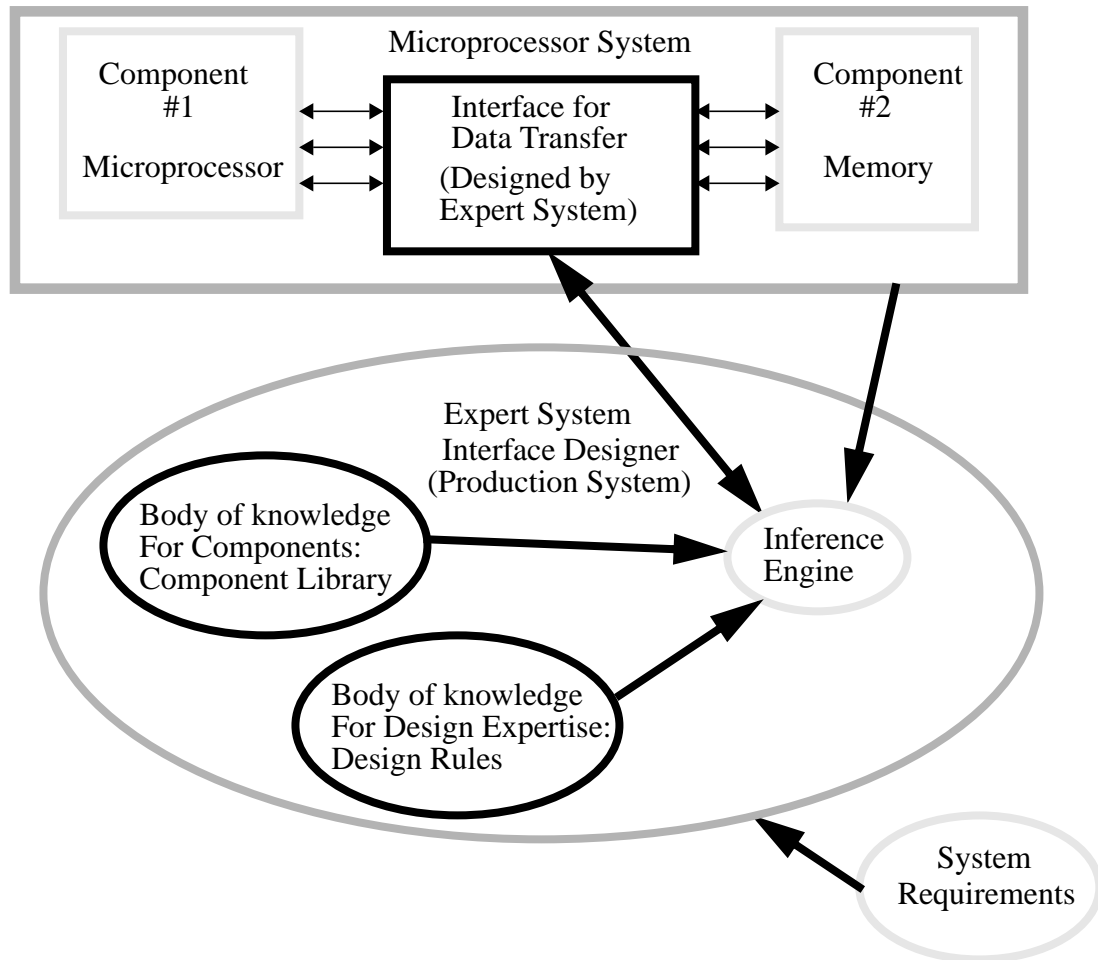 Microprocessor System
Component
#1
Microprocessor
Interface for
Data Transfer
(Designed by
Expert System)
Component
#2
Memory
Expert System
Interface Designer
(Production System)
Body of knowledge
For Components:
Component Library
Inference
Engine
Body of knowledge
For Design Expertise:
Design Rules
System
Requirements